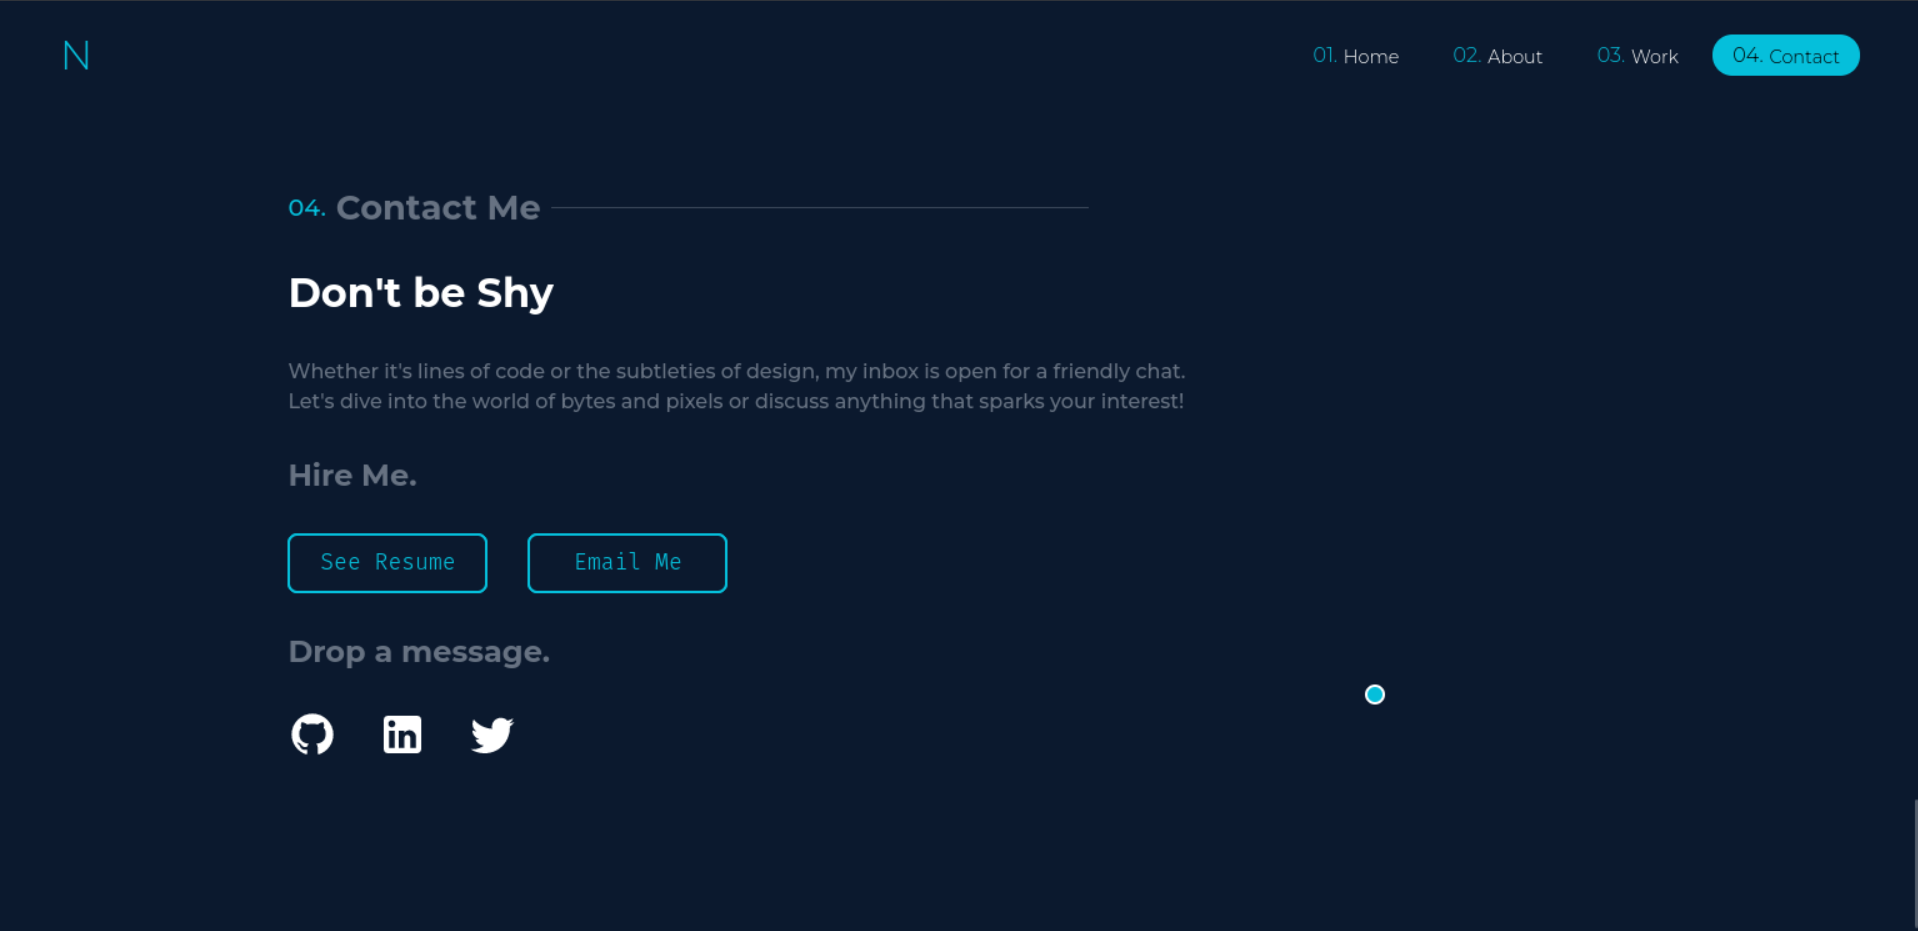 N
01. Home 02. About 03. Work 04. Contact
04. Contact Me
Don't be Shy
Whether it's lines of code or the subtleties of design, my inbox is open for a friendly chat.
Let's dive into the world of bytes and pixels or discuss anything that sparks your interest!
Hire Me.
See Resume Email Me
Drop a message.
in